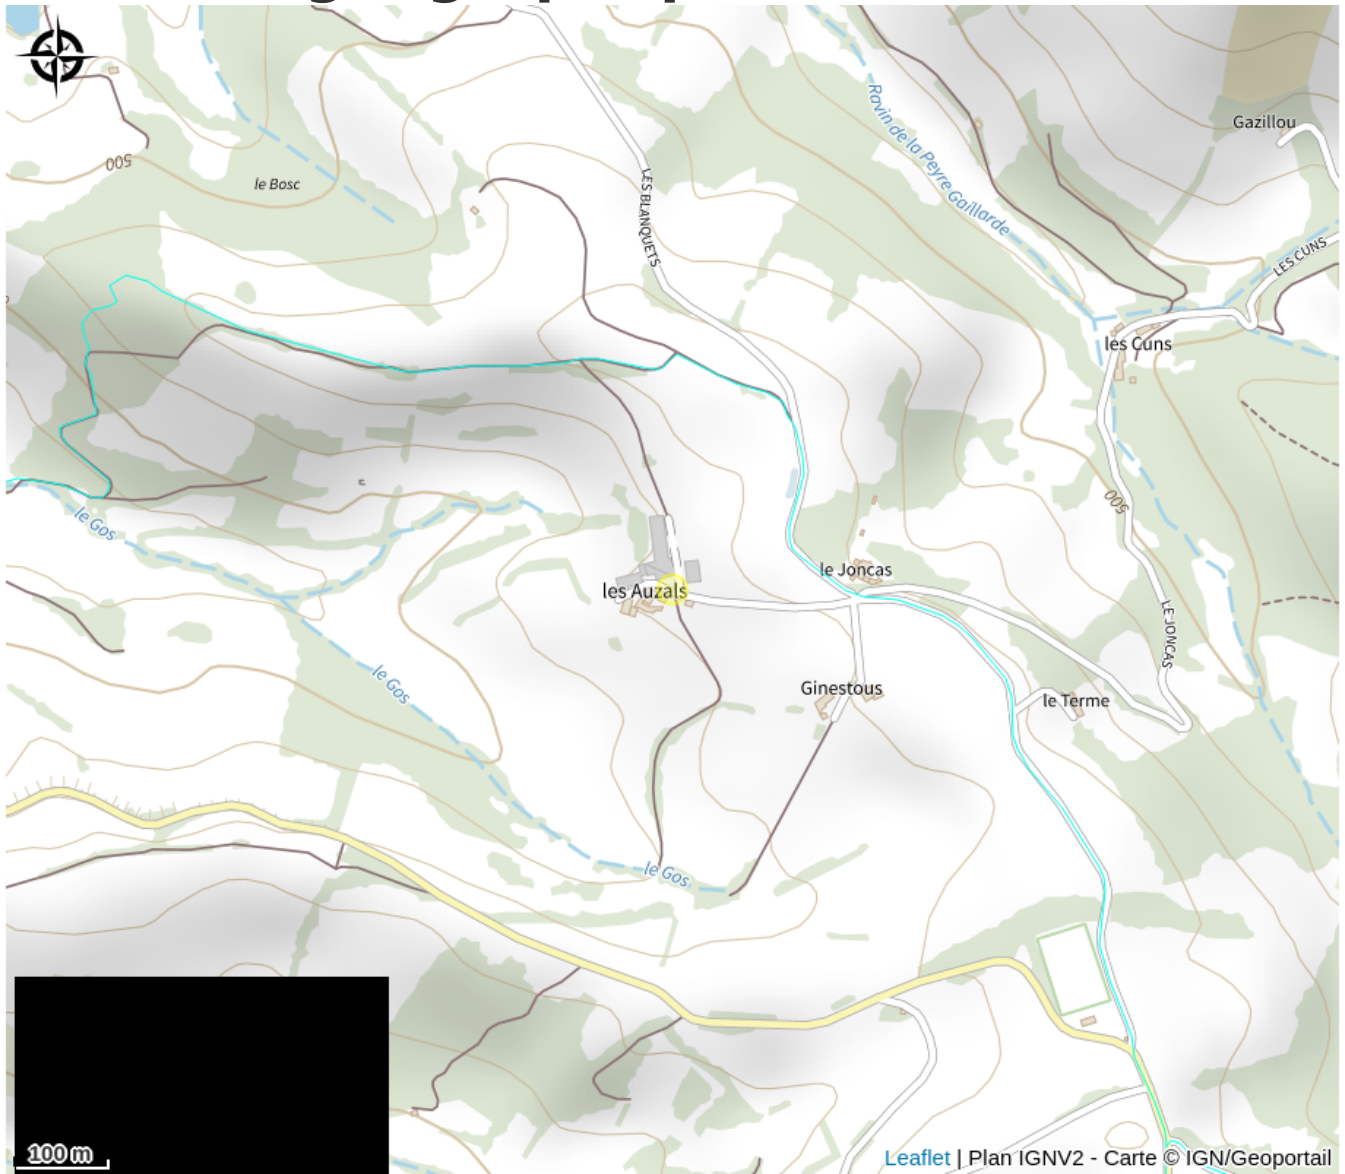 Ravin de la Peyre Gaillarde
Gazillou
500
le Bosc
LES BLANQUETS
LES CUNS
les Cuns
500
le Gos
le Joncas
les Auzals
LE JONCAS
le Gos
Ginestous
le Terme
le Gos
100 m
Leaflet | Plan IGNV2 - Carte © IGN/Geoportail